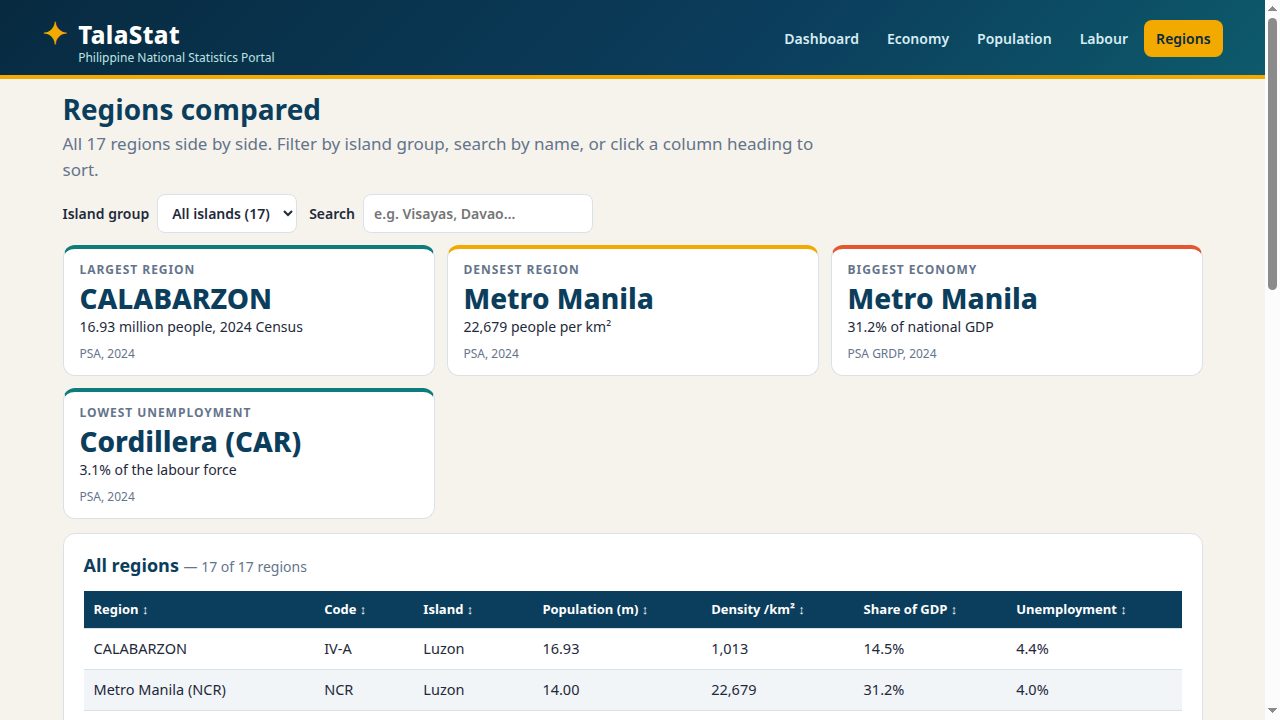 TalaStat
Philippine National Statistics Portal
Dashboard
Economy
Population
Labour
Regions
Regions compared
All 17 regions side by side. Filter by island group, search by name, or click a column heading to
sort.
Island group
All islands (17)
Search
e.g. Visayas, Davao...
LARGEST REGION
CALABARZON
16.93 million people, 2024 Census
PSA, 2024
DENSEST REGION
Metro Manila
22,679 people per km²
PSA, 2024
BIGGEST ECONOMY
Metro Manila
31.2% of national GDP
PSA GRDP, 2024
LOWEST UNEMPLOYMENT
Cordillera (CAR)
3.1% of the labour force
PSA, 2024
All regions — 17 of 17 regions
Region ↕ Code ↕ Island ↕ Population (m) ↕ Density /km² ↕ Share of GDP ↕ Unemployment ↕
CALABARZON IV-A Luzon 16.93 1,013 14.5% 4.4%
Metro Manila (NCR) NCR Luzon 14.00 22,679 31.2% 4.0%